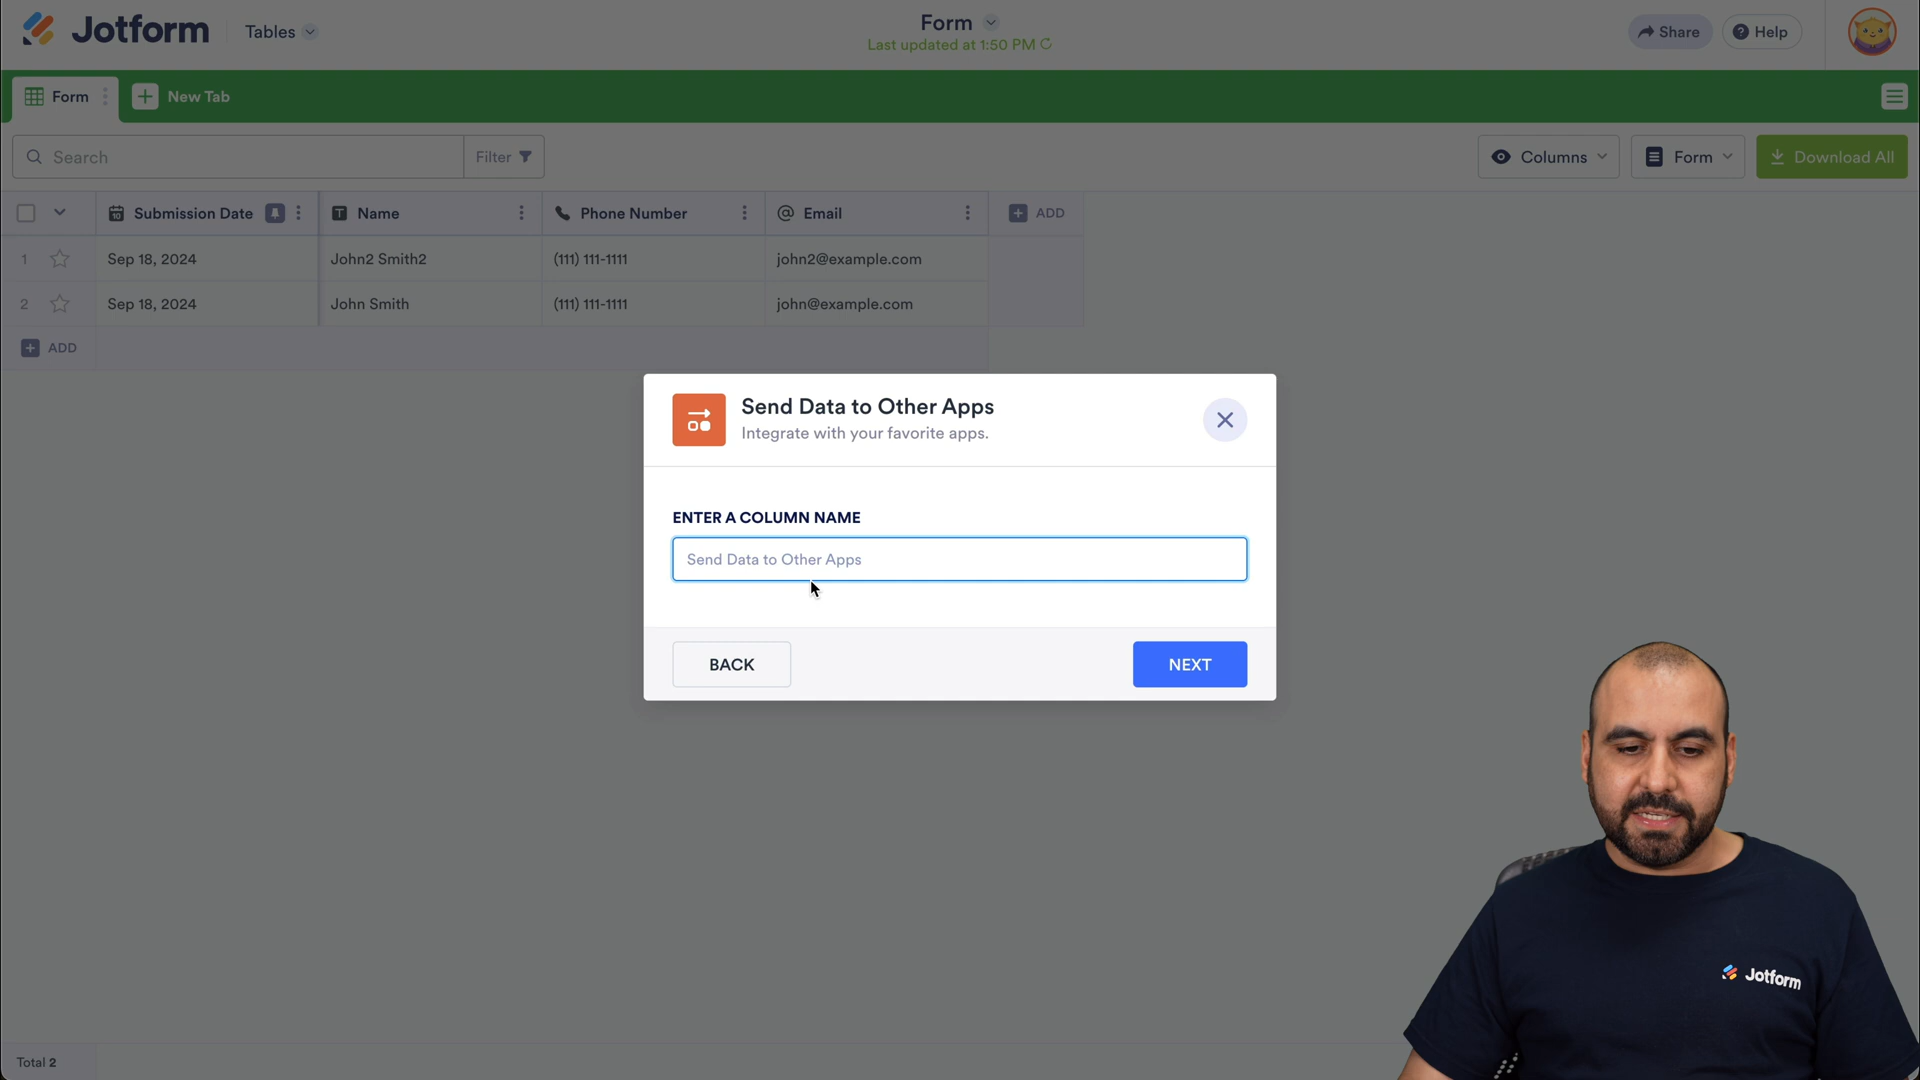 Jotform
Tables
Form
Last updated at 1:50 PM
Share
Help
Form
New Tab
Search
Filter
Columns
Form
Download All
10
Submission Date
T
Name
Phone Number
@
Email
ADD
1
Sep 18, 2024
John2 Smith2
(111) 111-1111
john2@example.com
2
Sep 18, 2024
John Smith
(111) 111-1111
john@example.com
ADD
Send Data to Other Apps
Integrate with your favorite apps.
ENTER A COLUMN NAME
Send Data to Other Apps
BACK
NEXT
Jotform
Total 2